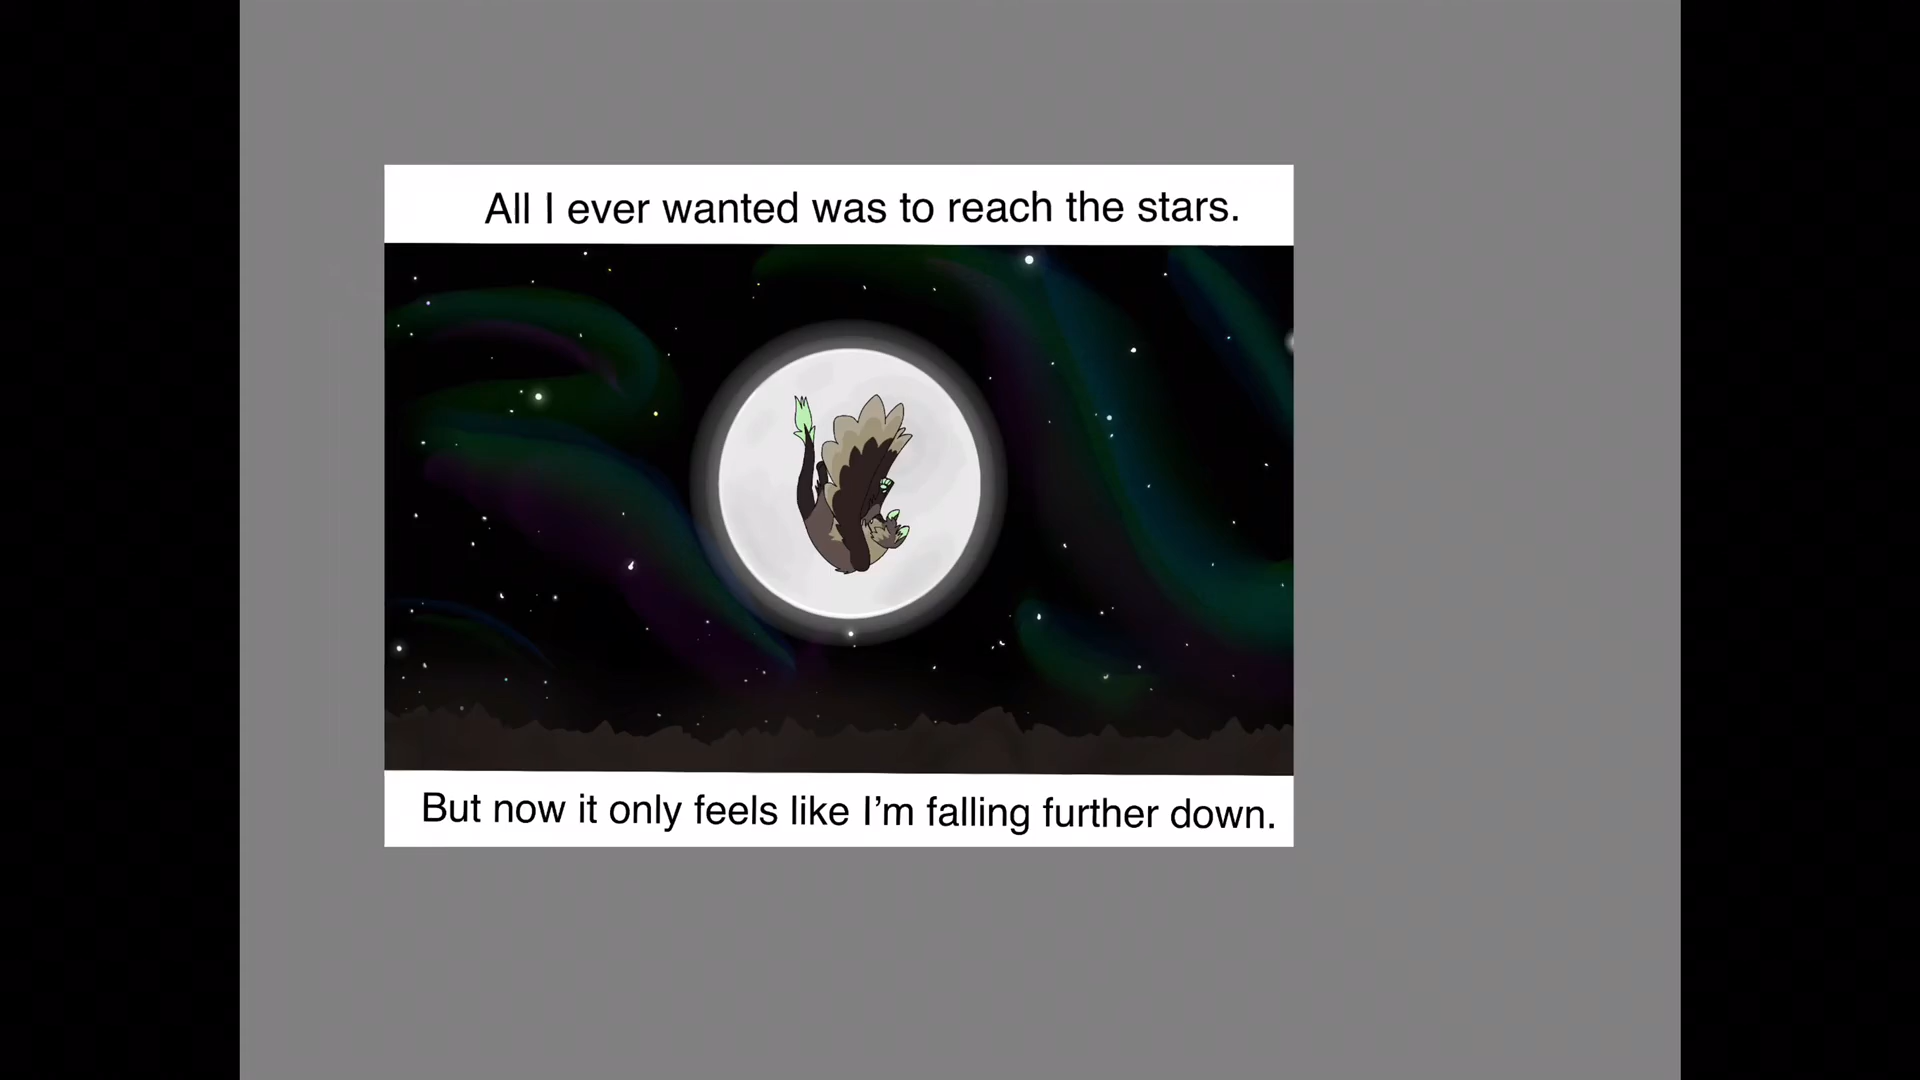 All I ever wanted was to reach the stars.
But now it only feels like I’m falling further down.